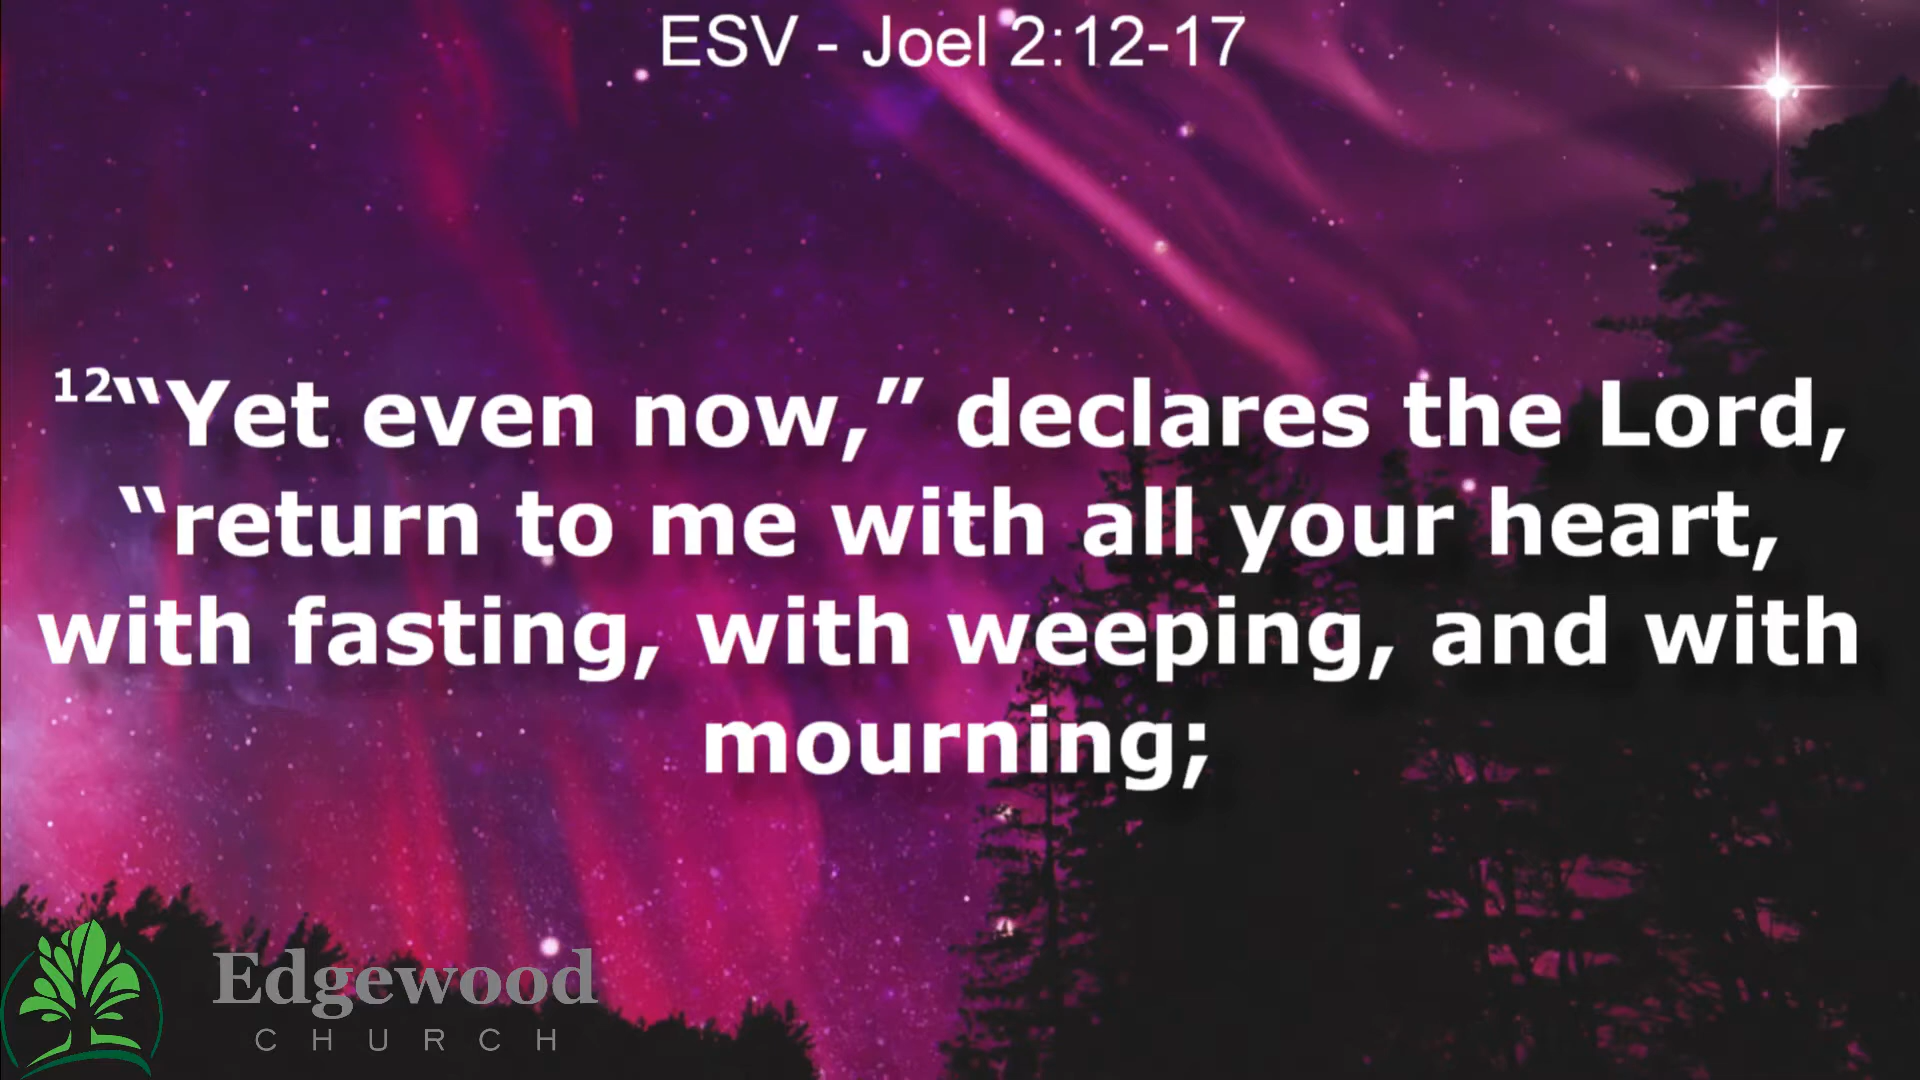 ESV - Joel 2:12-17
12“Yet even now,” declares the Lord,
“return to me with all your heart,
with fasting, with weeping, and with
mourning;
Edgewood
CHURCH